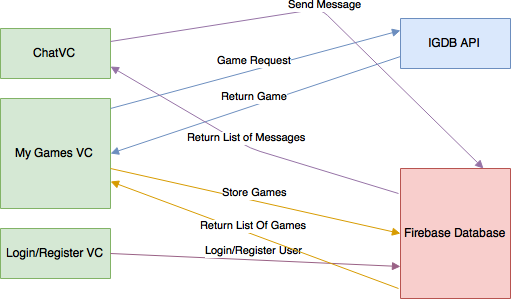 Send Message
ChatVC
IGDB API
Game Request
Return Game
Return List of Messages
My Games VC
Store Games
Return List Of Games
Firebase Database
Login/Register VC
Login/Register User